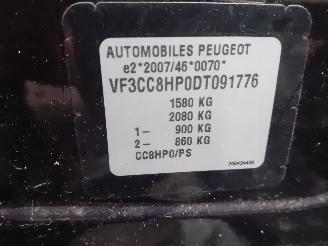 AUTOMOBILES PEUGEOT
e2*2007/46*0070*
VF3CC8HP0DT091776
1580 KG
2080 KG
1- 900 KG
2- 860 KG
CC8HP0/PS